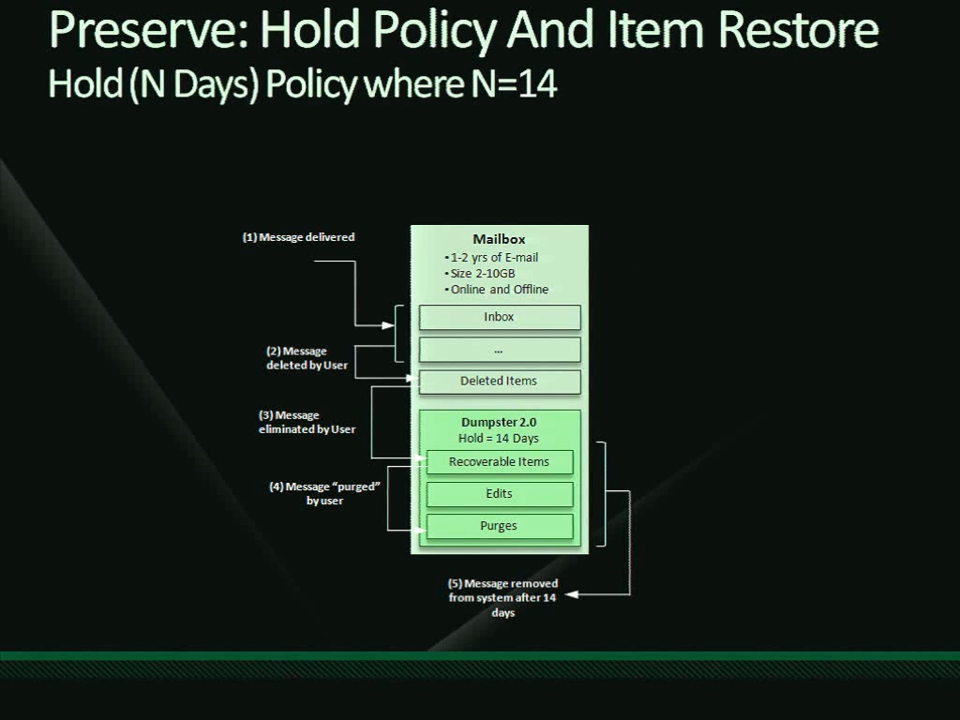 Preserve: Hold Policy And Item Restore
Hold (N Days) Policy where N=14
(1) Message delivered
Mailbox
• 1-2 yrs of E-mail
• Size 2-10GB
• Online and Offline
Inbox
...
(2) Message
deleted by User
Deleted Items
(3) Message
eliminated by User
Dumpster 2.0
Hold = 14 Days
Recoverable Items
(4) Message “purged”
by user
Edits
Purges
(5) Message removed
from system after 14
days